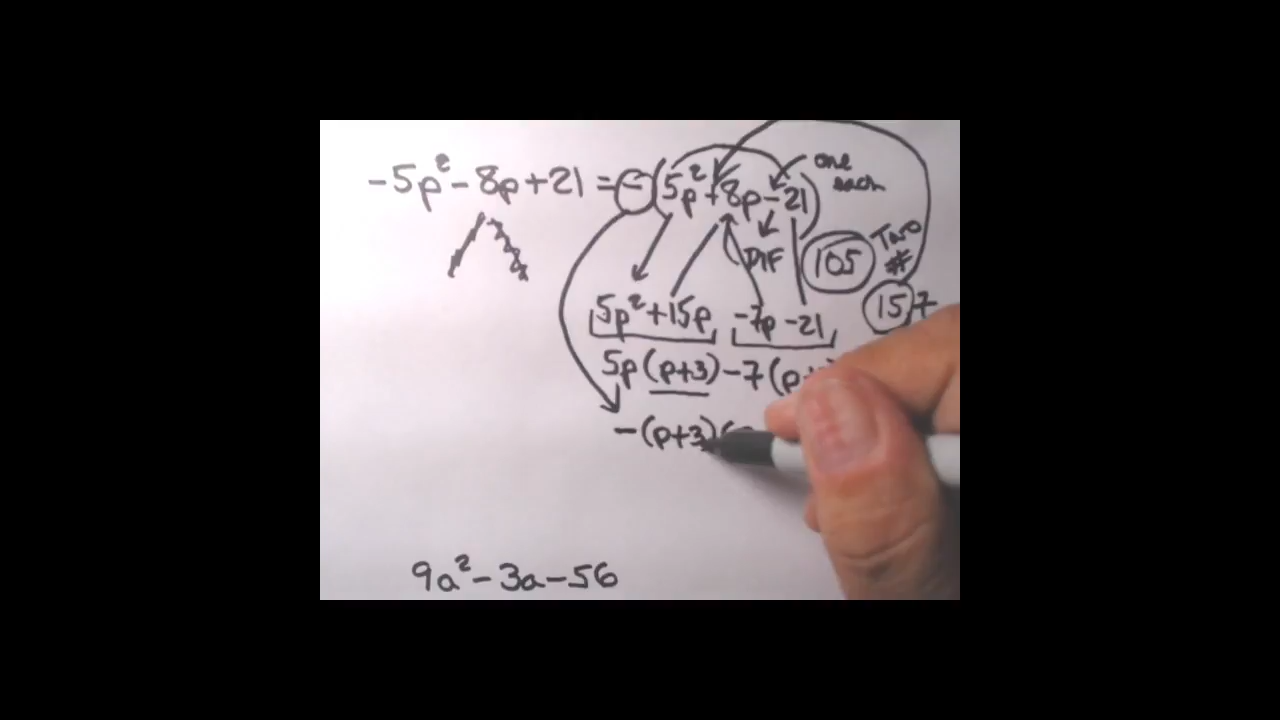 -5p² - 8p + 21 = -(5p² + 8p - 21)
one
each
DIF
105
Two
#
15, 7
5p² + 15p - 7p - 21
5p(p+3) - 7(p+
-(p+3)(
9a² - 3a - 56